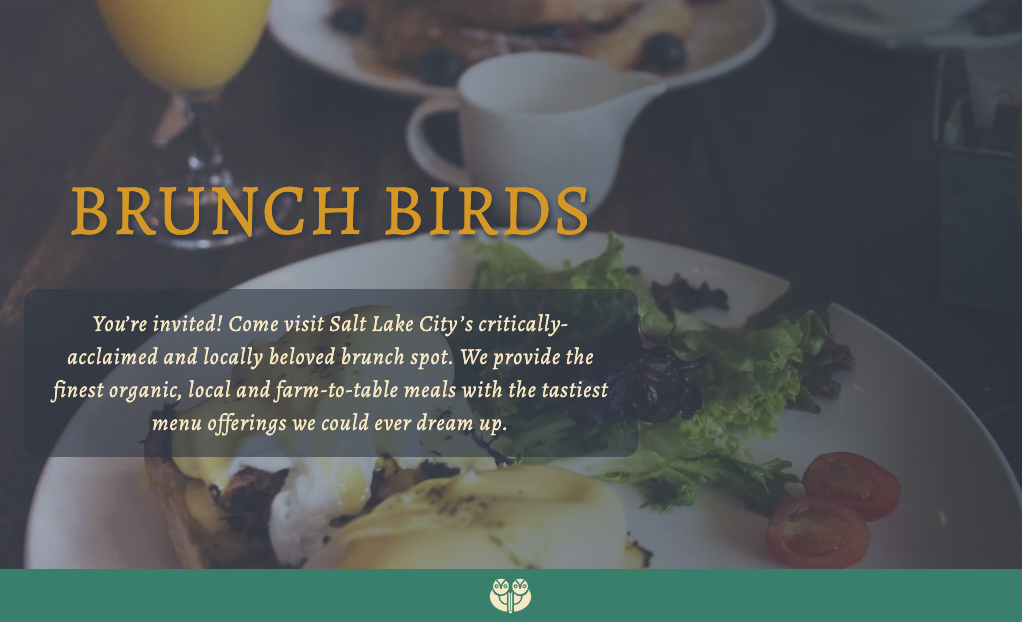 BRUNCH BIRDS
You’re invited! Come visit Salt Lake City’s critically-
acclaimed and locally beloved brunch spot. We provide the
finest organic, local and farm-to-table meals with the tastiest
menu offerings we could ever dream up.